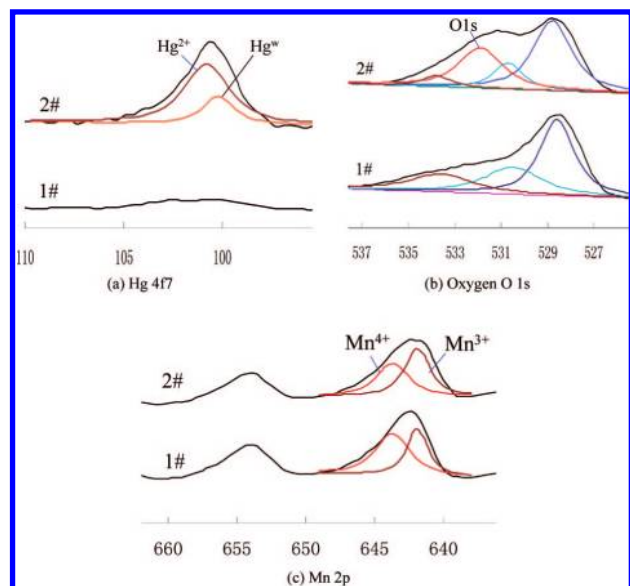 Hg²⁺
Hgʷ
2#
1#
110 105 100
(a) Hg 4f7
O1s
2#
1#
537 535 533 531 529 527
(b) Oxygen O 1s
Mn⁴⁺ Mn³⁺
2#
1#
660 655 650 645 640
(c) Mn 2p